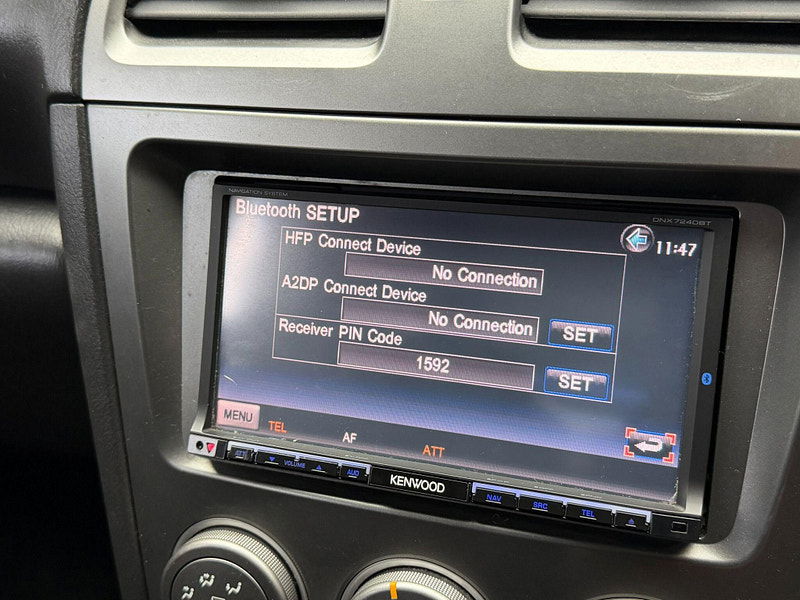 NAVIGATION SYSTEM
DNX7240BT
Bluetooth SETUP
11:47
HFP Connect Device
No Connection
A2DP Connect Device
No Connection
SET
Receiver PIN Code
1592
SET
MENU
TEL
AF
ATT
VOLUME
AUD
KENWOOD
NAV
SRC
TEL